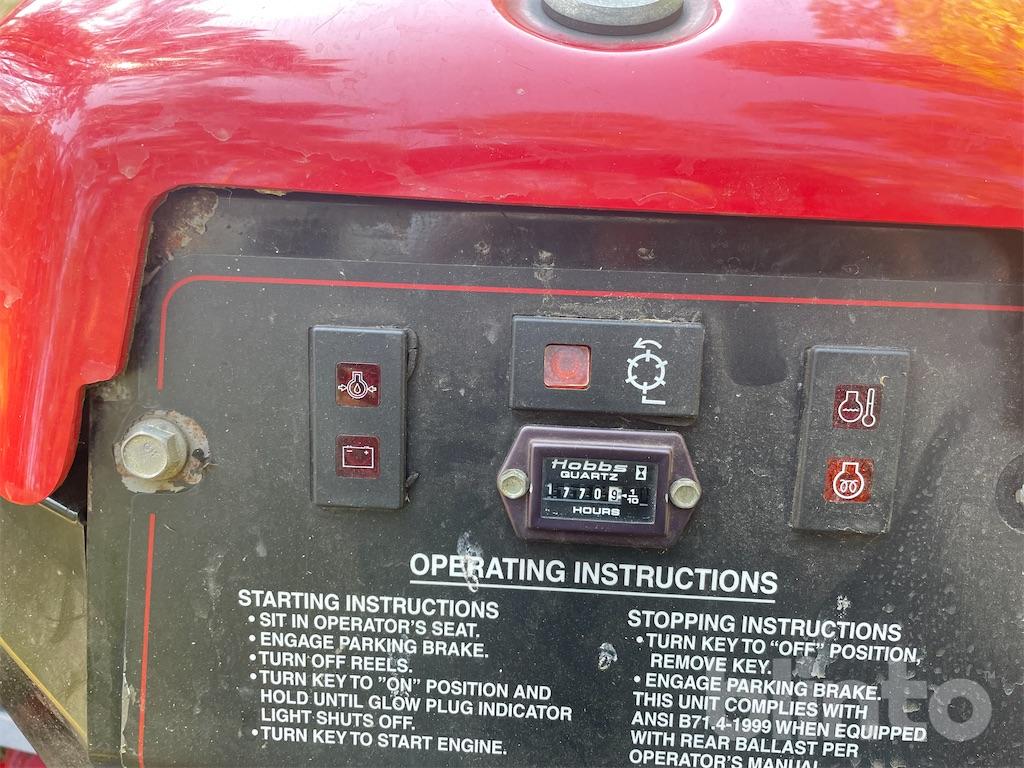 Hobbs
QUARTZ
17709 1/10
HOURS
OPERATING INSTRUCTIONS
STARTING INSTRUCTIONS
• SIT IN OPERATOR'S SEAT.
• ENGAGE PARKING BRAKE.
• TURN OFF REELS.
• TURN KEY TO "ON" POSITION AND
HOLD UNTIL GLOW PLUG INDICATOR
LIGHT SHUTS OFF.
• TURN KEY TO START ENGINE.
STOPPING INSTRUCTIONS
• TURN KEY TO "OFF" POSITION,
REMOVE KEY.
• ENGAGE PARKING BRAKE.
THIS UNIT COMPLIES WITH
ANSI B71.4-1999 WHEN EQUIPPED
WITH REAR BALLAST PER
OPERATOR'S MANUAL